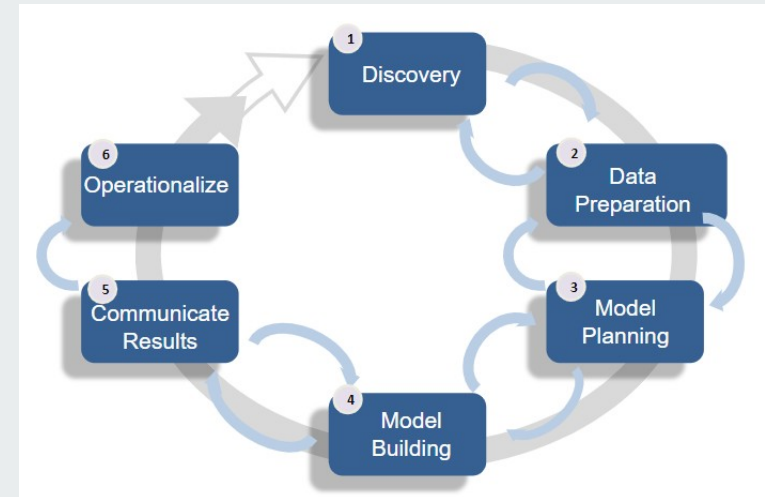 1
Discovery
2
Data
Preparation
3
Model
Planning
4
Model
Building
5
Communicate
Results
6
Operationalize